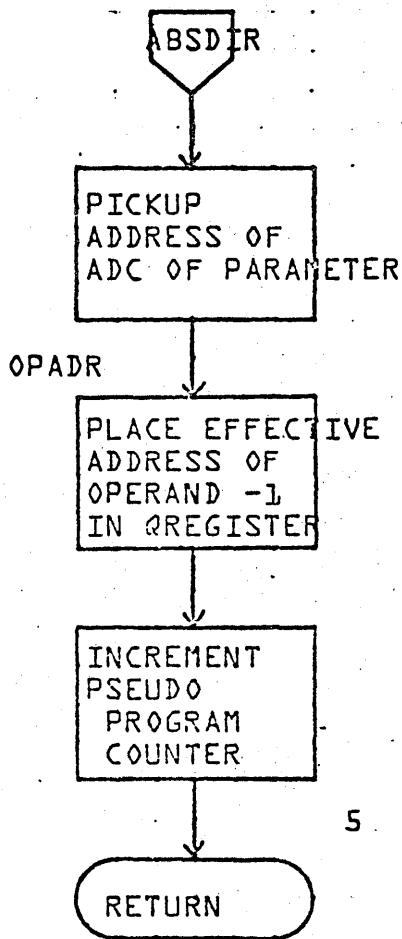 ABSDIR
PICKUP
ADDRESS OF
ADC OF PARAMETER
OPADR
PLACE EFFECTIVE
ADDRESS OF
OPERAND -1
IN QREGISTER
INCREMENT
PSEUDO
PROGRAM
COUNTER
5
RETURN